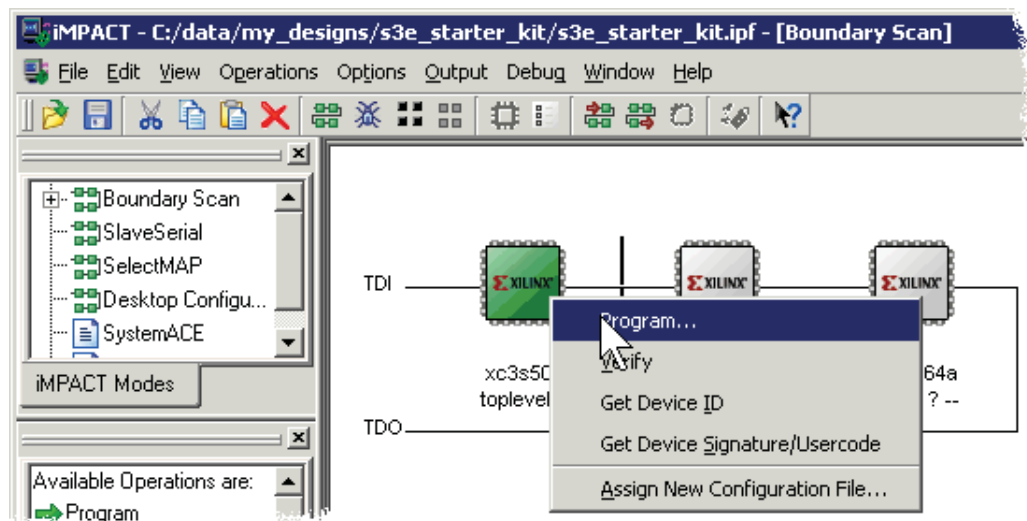 iMPACT - C:/data/my_designs/s3e_starter_kit/s3e_starter_kit.ipf - [Boundary Scan]
File Edit View Operations Options Output Debug Window Help
Boundary Scan
SlaveSerial
SelectMAP
Desktop Configu...
SystemACE
iMPACT Modes
Available Operations are:
Program
TDI
XILINX
XILINX
XILINX
xc3s50
toplevel
64a
? --
TDO
Program...
Verify
Get Device ID
Get Device Signature/Usercode
Assign New Configuration File...